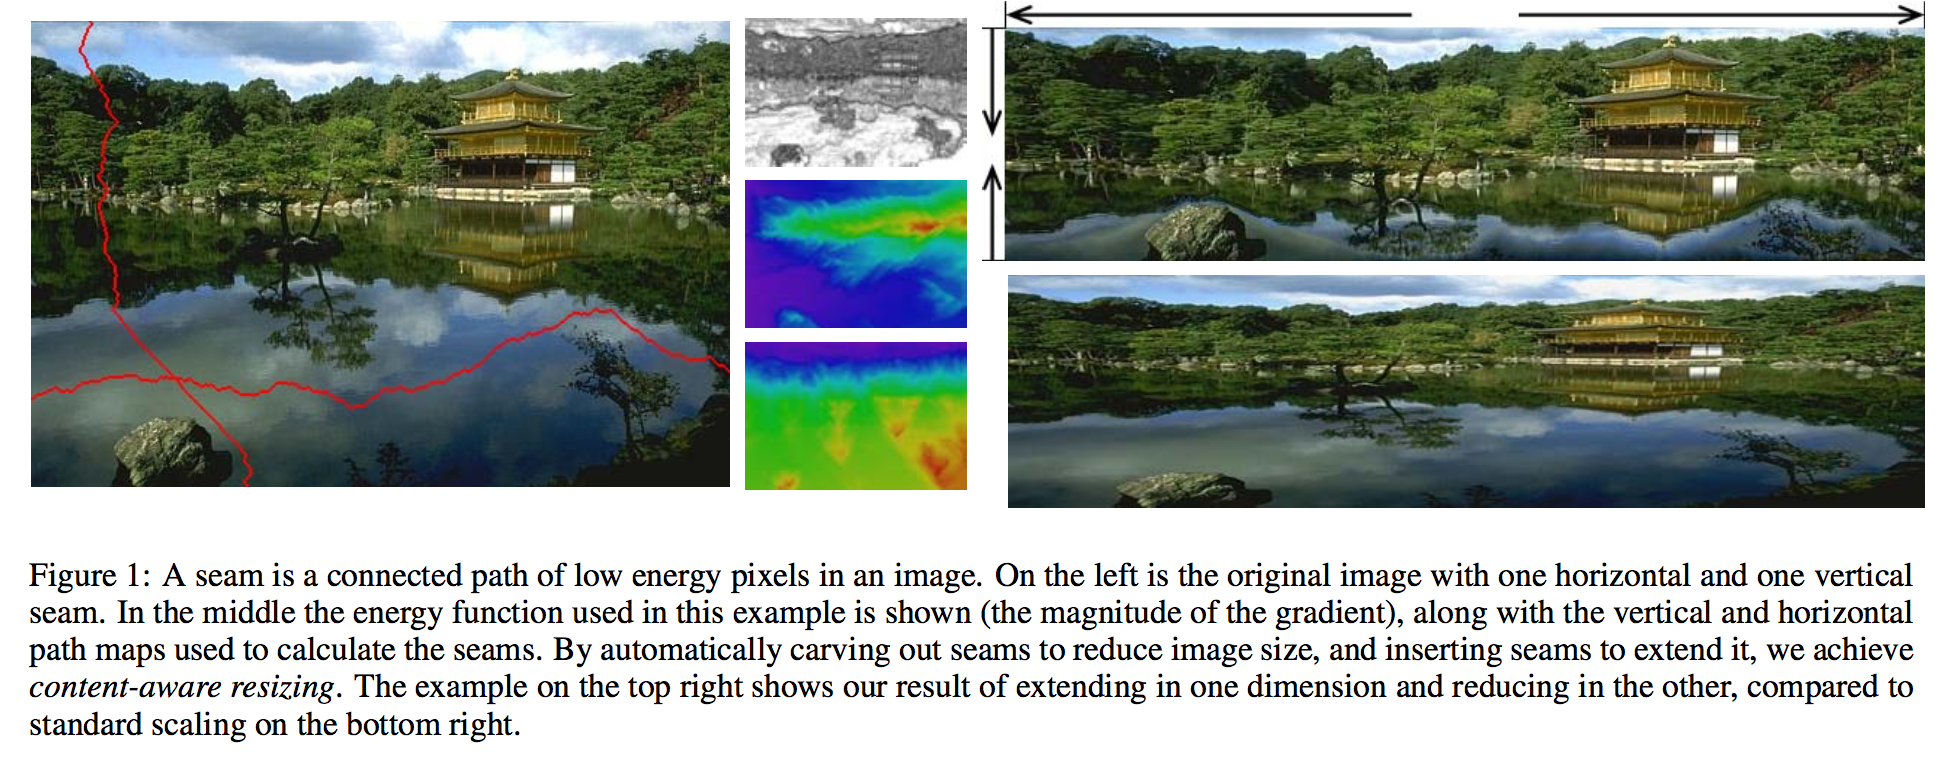 Figure 1: A seam is a connected path of low energy pixels in an image. On the left is the original image with one horizontal and one vertical
seam. In the middle the energy function used in this example is shown (the magnitude of the gradient), along with the vertical and horizontal
path maps used to calculate the seams. By automatically carving out seams to reduce image size, and inserting seams to extend it, we achieve
content-aware resizing. The example on the top right shows our result of extending in one dimension and reducing in the other, compared to
standard scaling on the bottom right.